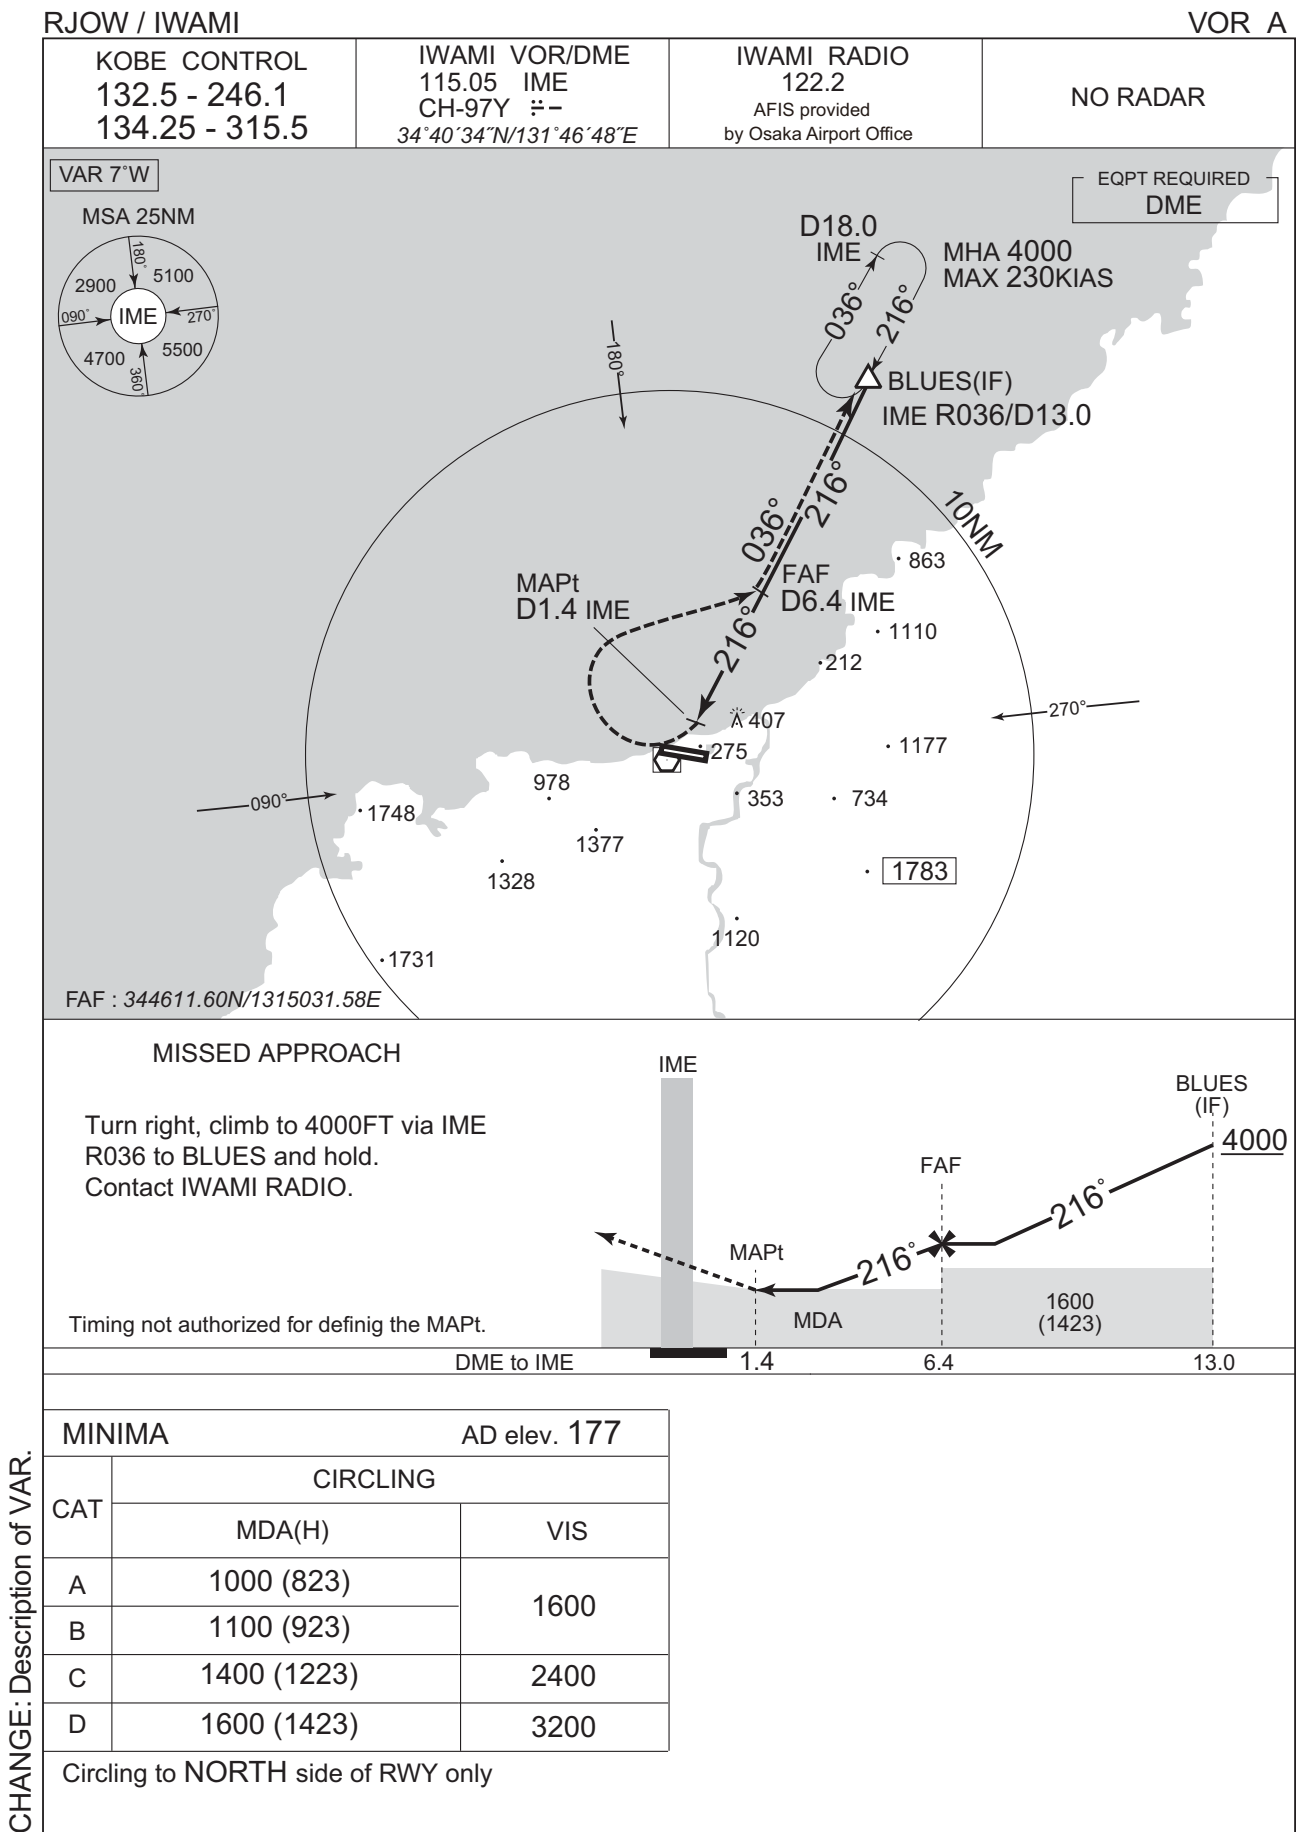 RJOW / IWAMI
VOR A
KOBE CONTROL
132.5 - 246.1
134.25 - 315.5
IWAMI VOR/DME
115.05 IME
CH-97Y
34°40´34˝N/131°46´48˝E
IWAMI RADIO
122.2
AFIS provided
by Osaka Airport Office
NO RADAR
VAR 7°W
EQPT REQUIRED
DME
MSA 25NM
180°
2900
5100
090°
IME
270°
4700
5500
360°
D18.0
IME
MHA 4000
MAX 230KIAS
036°
216°
180°
BLUES(IF)
IME R036/D13.0
216°
036°
10NM
863
MAPt
D1.4 IME
FAF
D6.4 IME
216°
1110
212
270°
407
275
1177
090°
978
1748
353
734
1377
1328
1783
1120
1731
FAF : 344611.60N/1315031.58E
MISSED APPROACH
Turn right, climb to 4000FT via IME
R036 to BLUES and hold.
Contact IWAMI RADIO.
Timing not authorized for definig the MAPt.
IME
BLUES
(IF)
4000
FAF
216°
MAPt
216°
MDA
1600
(1423)
DME to IME
1.4
6.4
13.0
MINIMA
AD elev. 177
CAT
CIRCLING
MDA(H)
VIS
A
1000 (823)
1600
B
1100 (923)
C
1400 (1223)
2400
D
1600 (1423)
3200
Circling to NORTH side of RWY only
CHANGE: Description of VAR.